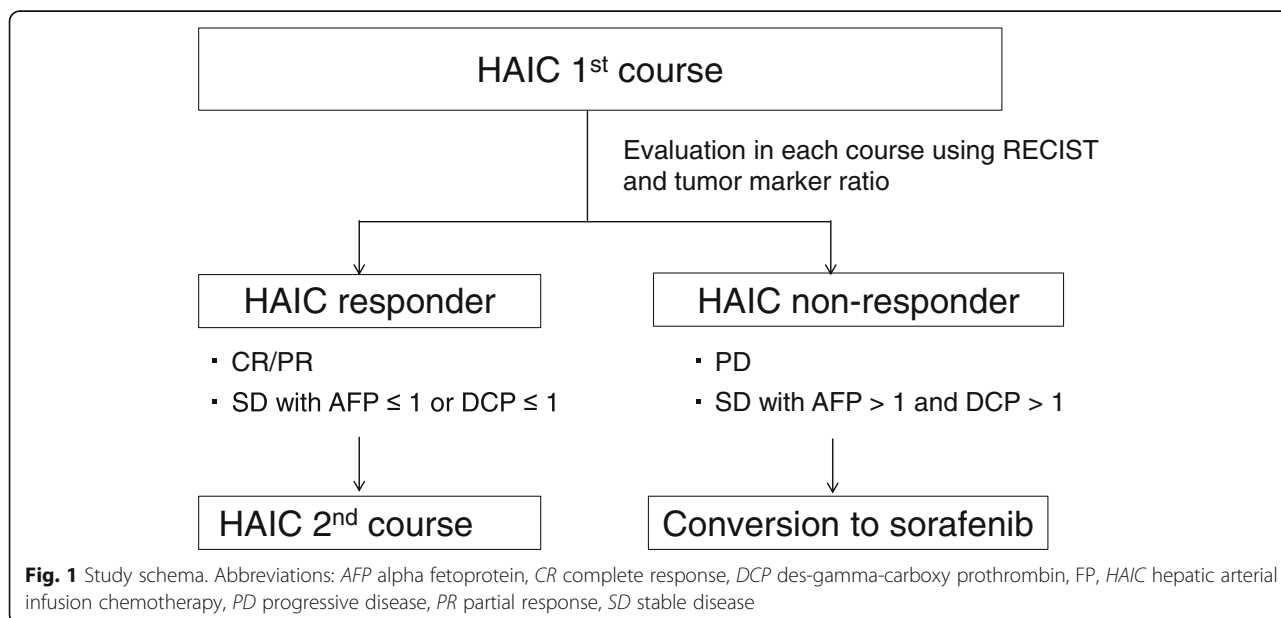 HAIC 1st course
Evaluation in each course using RECIST
and tumor marker ratio
HAIC responder
HAIC non-responder
▪ CR/PR
▪ SD with AFP ≤ 1 or DCP ≤ 1
▪ PD
▪ SD with AFP > 1 and DCP > 1
HAIC 2nd course
Conversion to sorafenib
Fig. 1 Study schema. Abbreviations: AFP alpha fetoprotein, CR complete response, DCP des-gamma-carboxy prothrombin, FP, HAIC hepatic arterial
infusion chemotherapy, PD progressive disease, PR partial response, SD stable disease